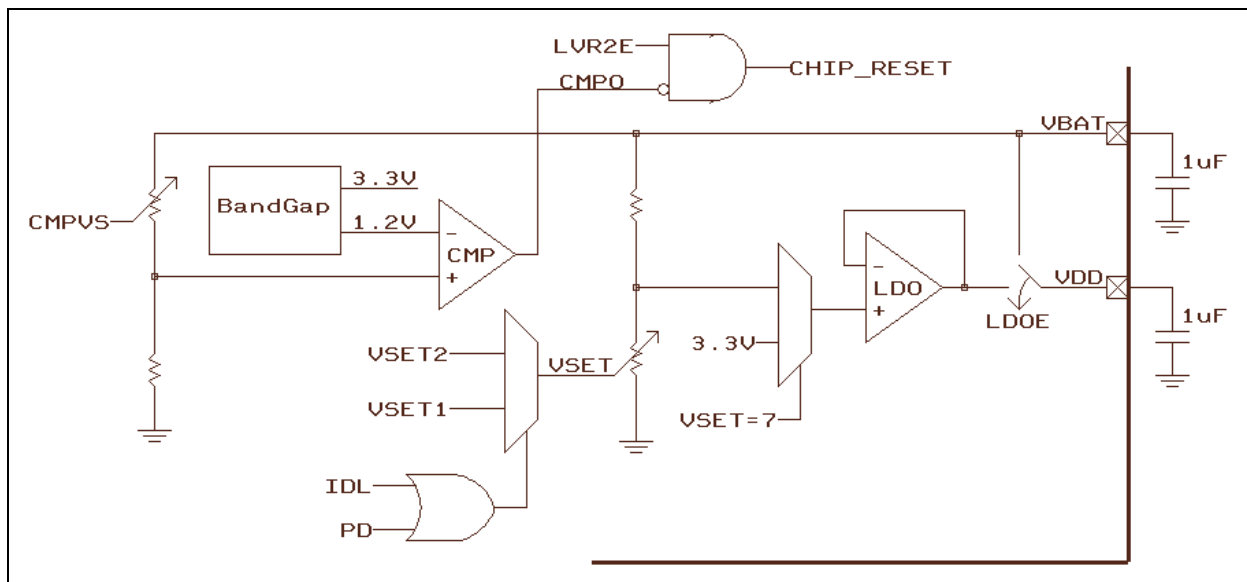 LVR2E
CHIP_RESET
CMPO
VBAT
1uF
3.3V
BandGap
CMPVS
1.2V
-
CMP
+
-
LDO
+
VDD
LDOE
1uF
3.3V
VSET2
VSET
VSET1
VSET=7
IDL
PD